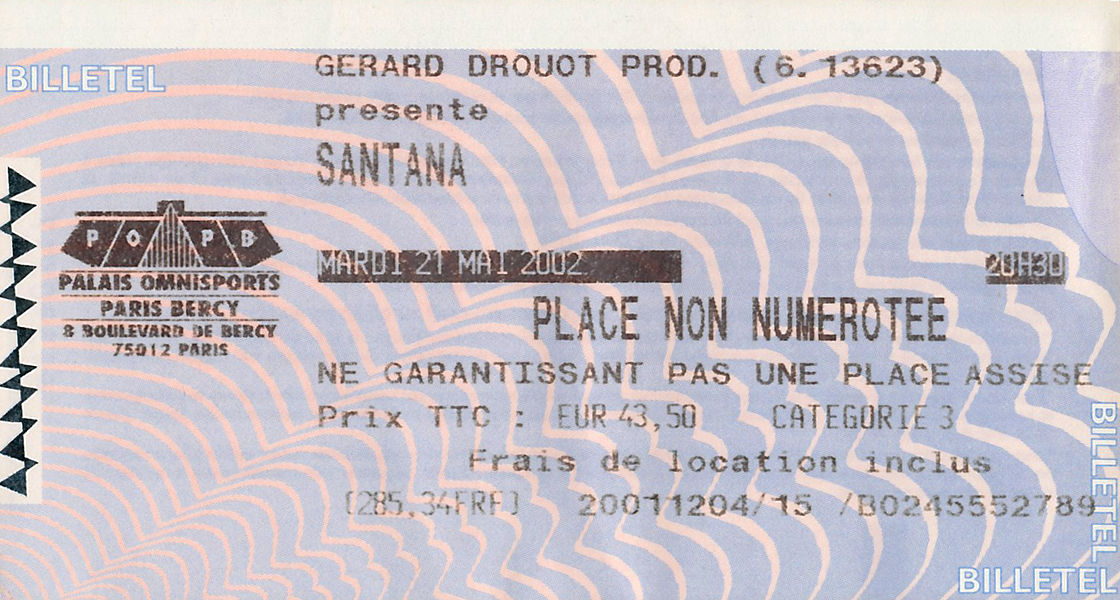 BILLETEL
GERARD DROUOT PROD. (6. 13623)
presente
SANTANA
P O P B
PALAIS OMNISPORTS
PARIS BERCY
8 BOULEVARD DE BERCY
75012 PARIS
MARDI 21 MAI 2002 20H30
PLACE NON NUMEROTEE
NE GARANTISSANT PAS UNE PLACE ASSISE
Prix TTC : EUR 43,50 CATEGORIE 3
Frais de location inclus
(285,34FRF) 20011204/15 /B0245552789
BILLETEL
BILLETEL